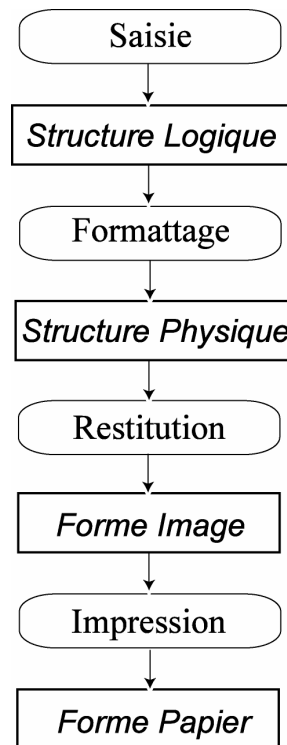 Saisie
Structure Logique
Formattage
Structure Physique
Restitution
Forme Image
Impression
Forme Papier